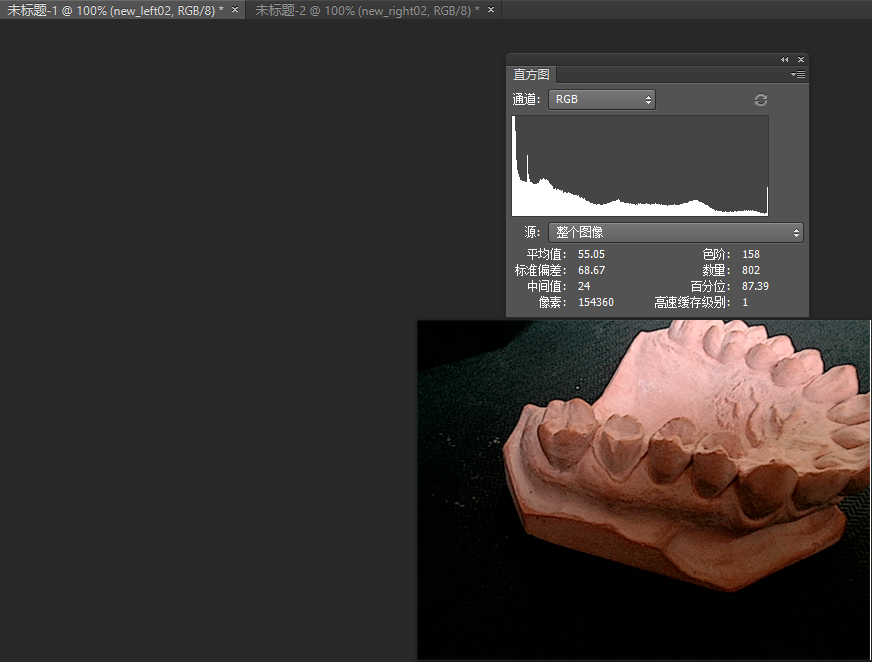 未标题-1 @ 100% (new_left02, RGB/8) * ×
未标题-2 @ 100% (new_right02, RGB/8) * ×
直方图
通道: RGB
源: 整个图像
平均值: 55.05 色阶: 158
标准偏差: 68.67 数量: 802
中间值: 24 百分位: 87.39
像素: 154360 高速缓存级别: 1